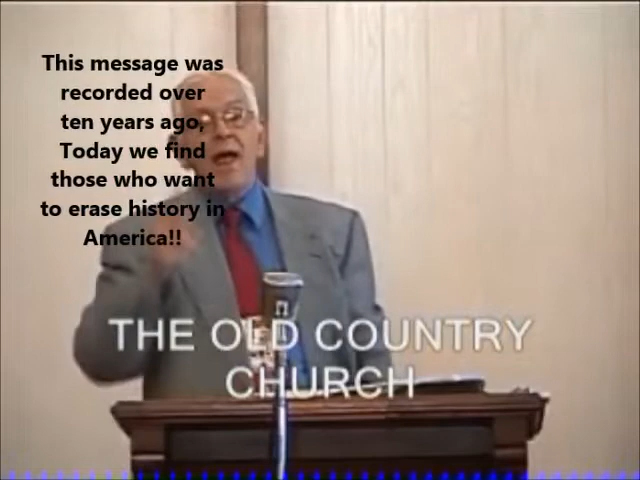 This message was
recorded over
ten years ago,
Today we find
those who want
to erase history in
America!!
THE OLD COUNTRY
CHURCH